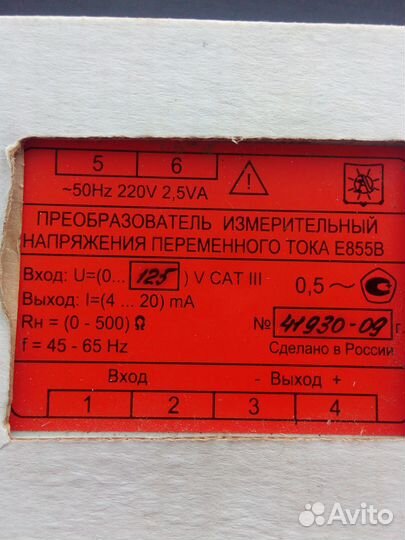 5 6
~50Hz 220V 2,5VA
ПРЕОБРАЗОВАТЕЛЬ ИЗМЕРИТЕЛЬНЫЙ
НАПРЯЖЕНИЯ ПЕРЕМЕННОГО ТОКА Е855В
Вход: U=(0... 125 ) V CAT III
0,5 ~
Выход: I=(4 ... 20) mA
Rн = (0 - 500) Ω
№ 41930-09 г.
f = 45 - 65 Hz
Сделано в России
Вход - Выход +
1 2 3 4
Avito